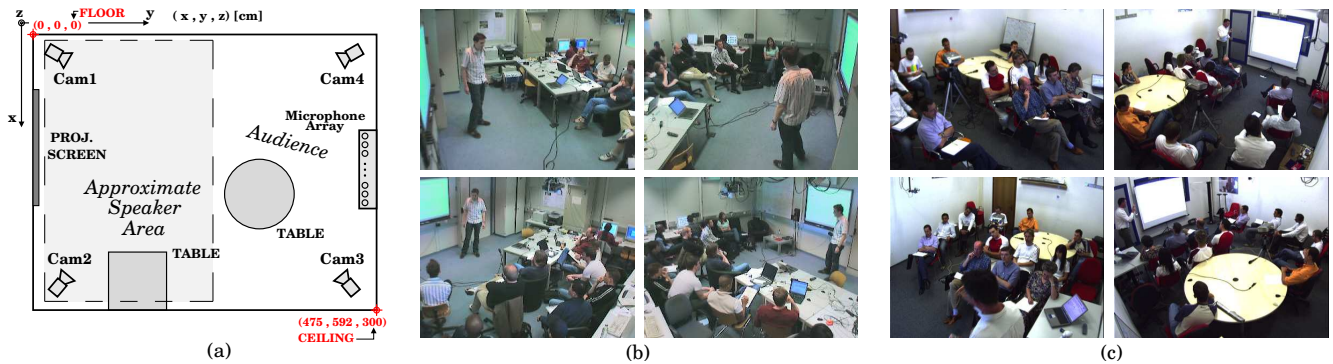 z
FLOOR
y
( x , y , z) [cm]
(0 , 0 , 0)
Cam1
Cam4
x
Microphone
Array
PROJ.
SCREEN
Audience
Approximate
Speaker
Area
TABLE
TABLE
Cam2
Cam3
(475 , 592 , 300)
CEILING
(a)
(b)
(c)